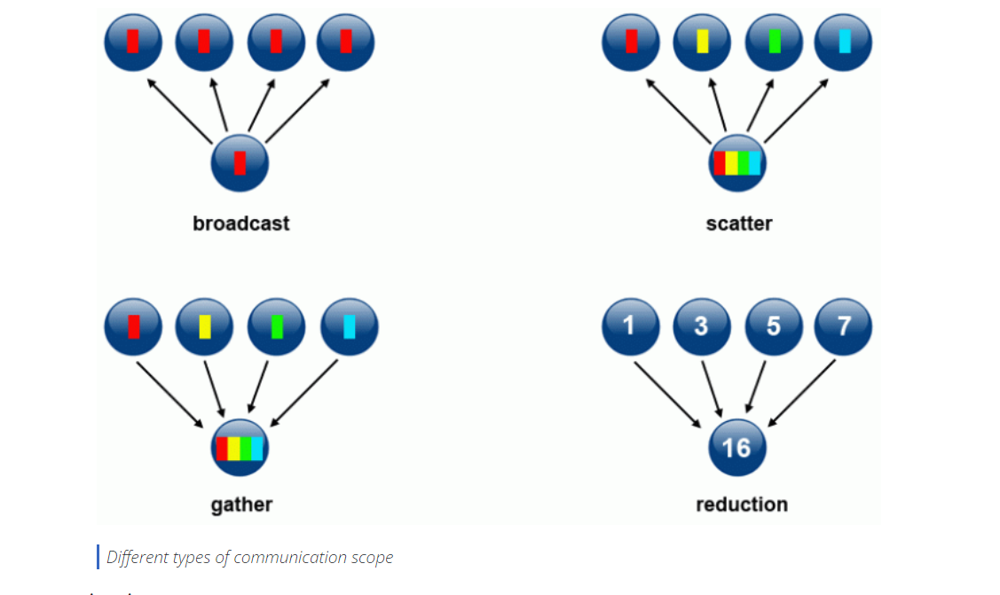 broadcast
scatter
1 3 5 7
16
gather
reduction
Different types of communication scope